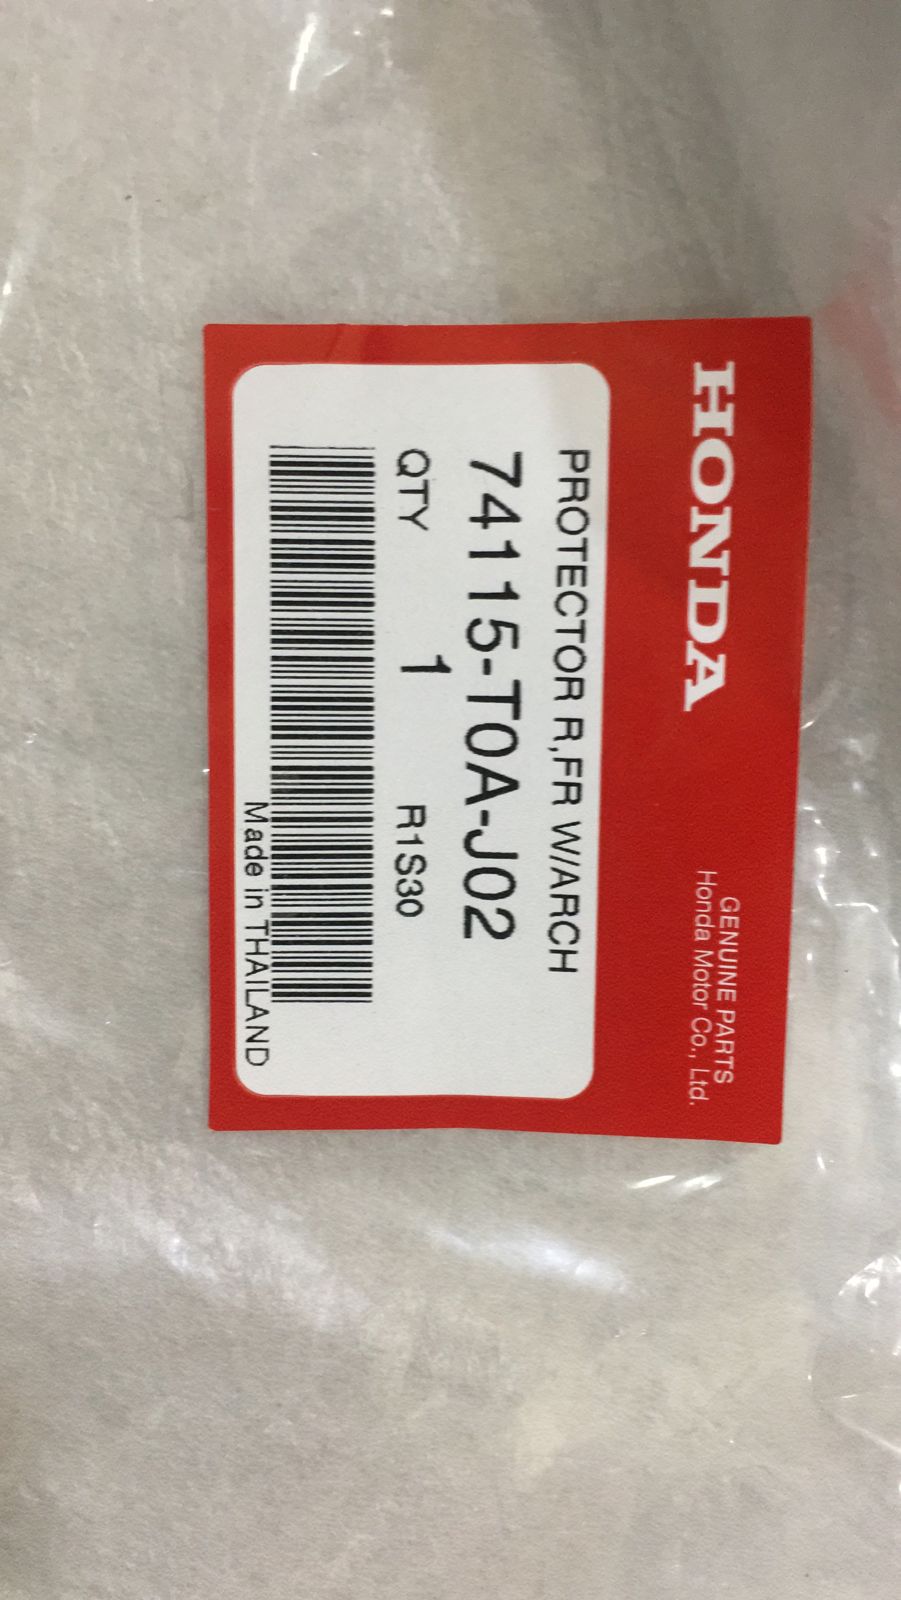 HONDA
GENUINE PARTS
Honda Motor Co., Ltd.
PROTECTOR R,FR W/ARCH
74115-T0A-J02
QTY 1 R1S30
Made in THAILAND